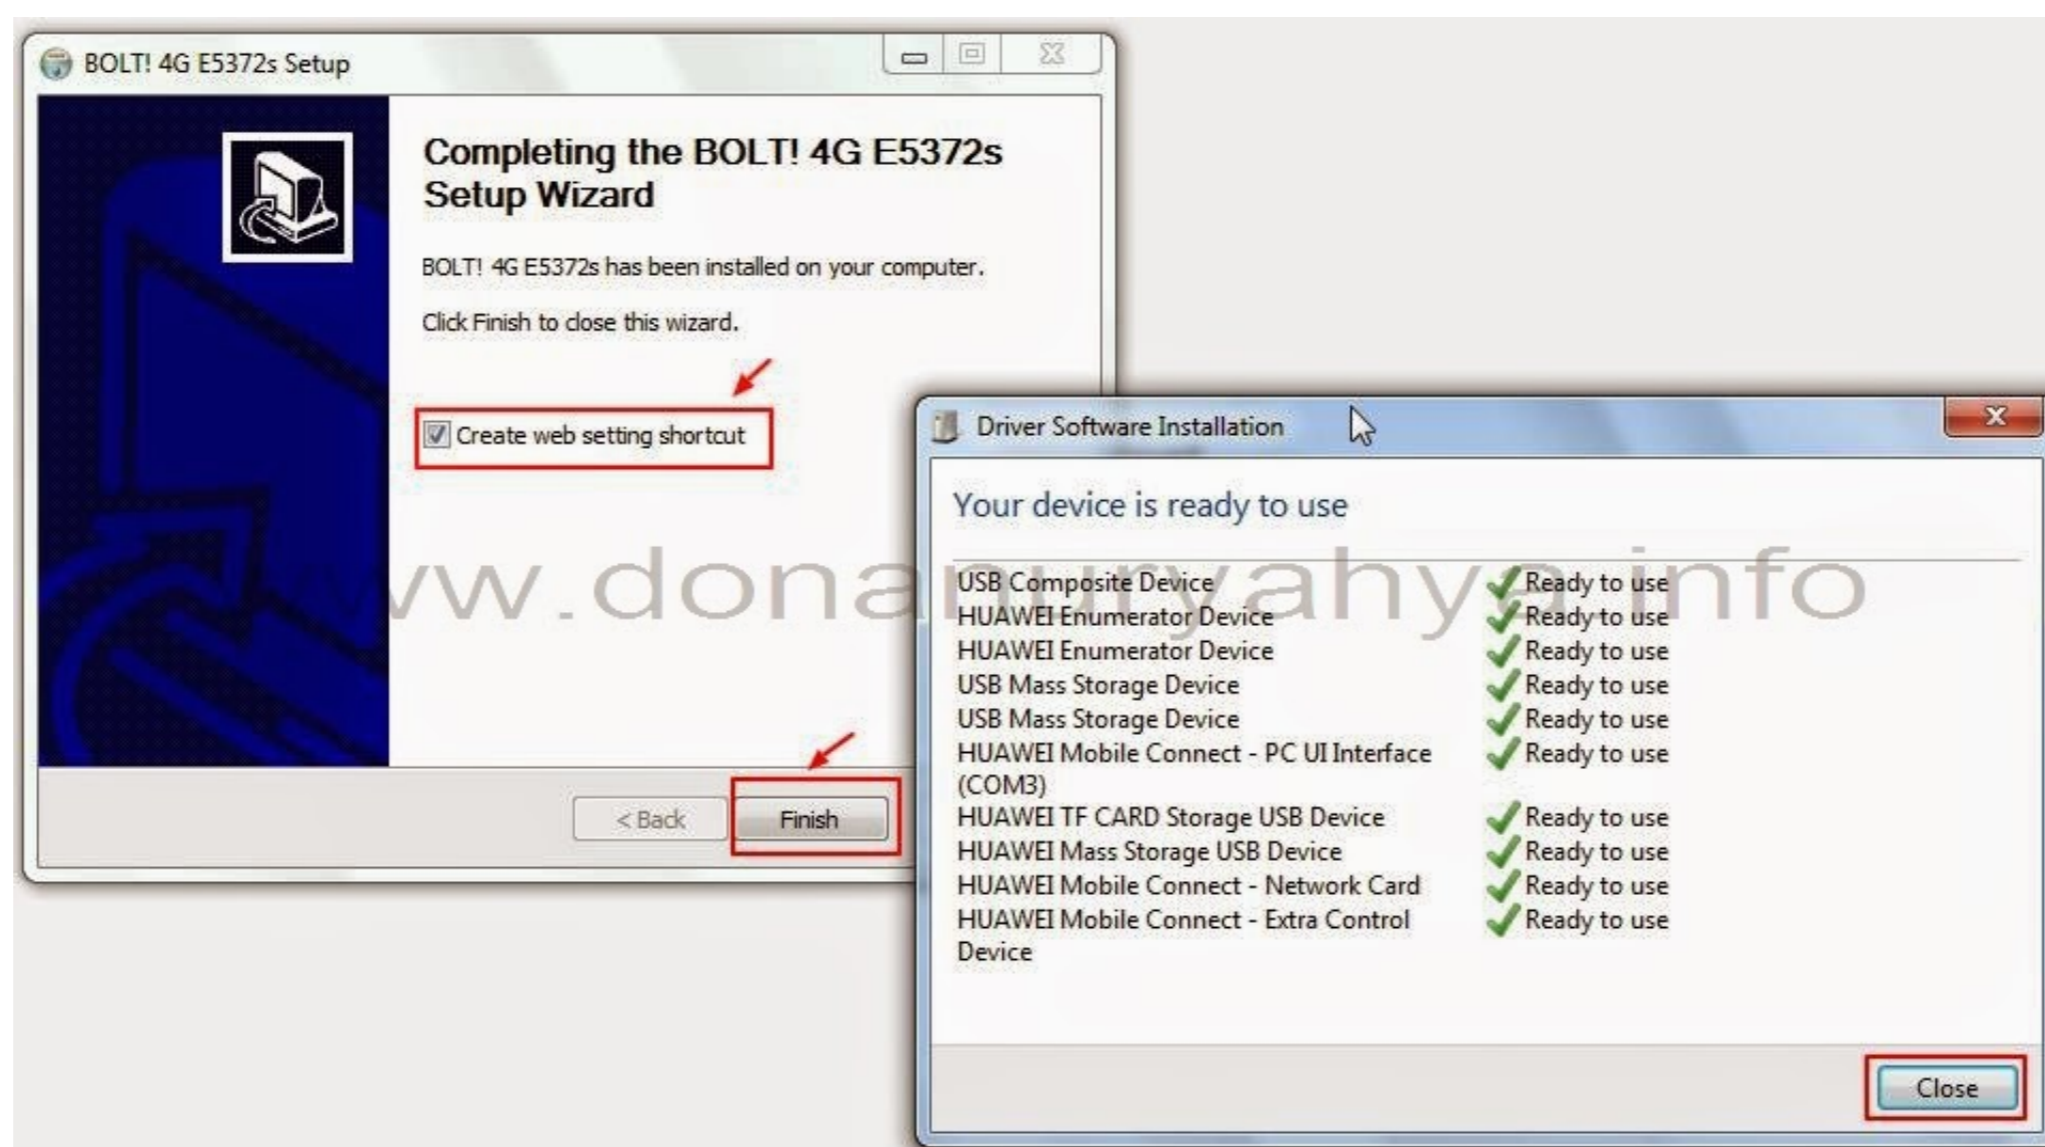 BOLT! 4G E5372s Setup
Completing the BOLT! 4G E5372s
Setup Wizard
BOLT! 4G E5372s has been installed on your computer.
Click Finish to close this wizard.
Create web setting shortcut
< Back
Finish
Driver Software Installation
Your device is ready to use
USB Composite Device Ready to use
HUAWEI Enumerator Device Ready to use
HUAWEI Enumerator Device Ready to use
USB Mass Storage Device Ready to use
USB Mass Storage Device Ready to use
HUAWEI Mobile Connect - PC UI Interface Ready to use
(COM3)
HUAWEI TF CARD Storage USB Device Ready to use
HUAWEI Mass Storage USB Device Ready to use
HUAWEI Mobile Connect - Network Card Ready to use
HUAWEI Mobile Connect - Extra Control Ready to use
Device
Close
www.donanuryahya.info